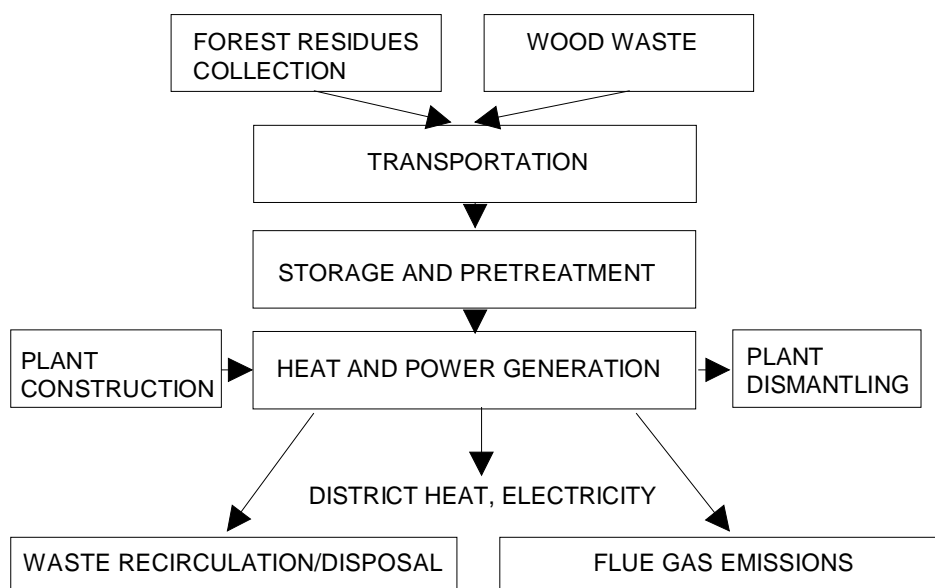 FOREST RESIDUES
COLLECTION
WOOD WASTE
TRANSPORTATION
STORAGE AND PRETREATMENT
PLANT
CONSTRUCTION
HEAT AND POWER GENERATION
PLANT
DISMANTLING
DISTRICT HEAT, ELECTRICITY
WASTE RECIRCULATION/DISPOSAL
FLUE GAS EMISSIONS